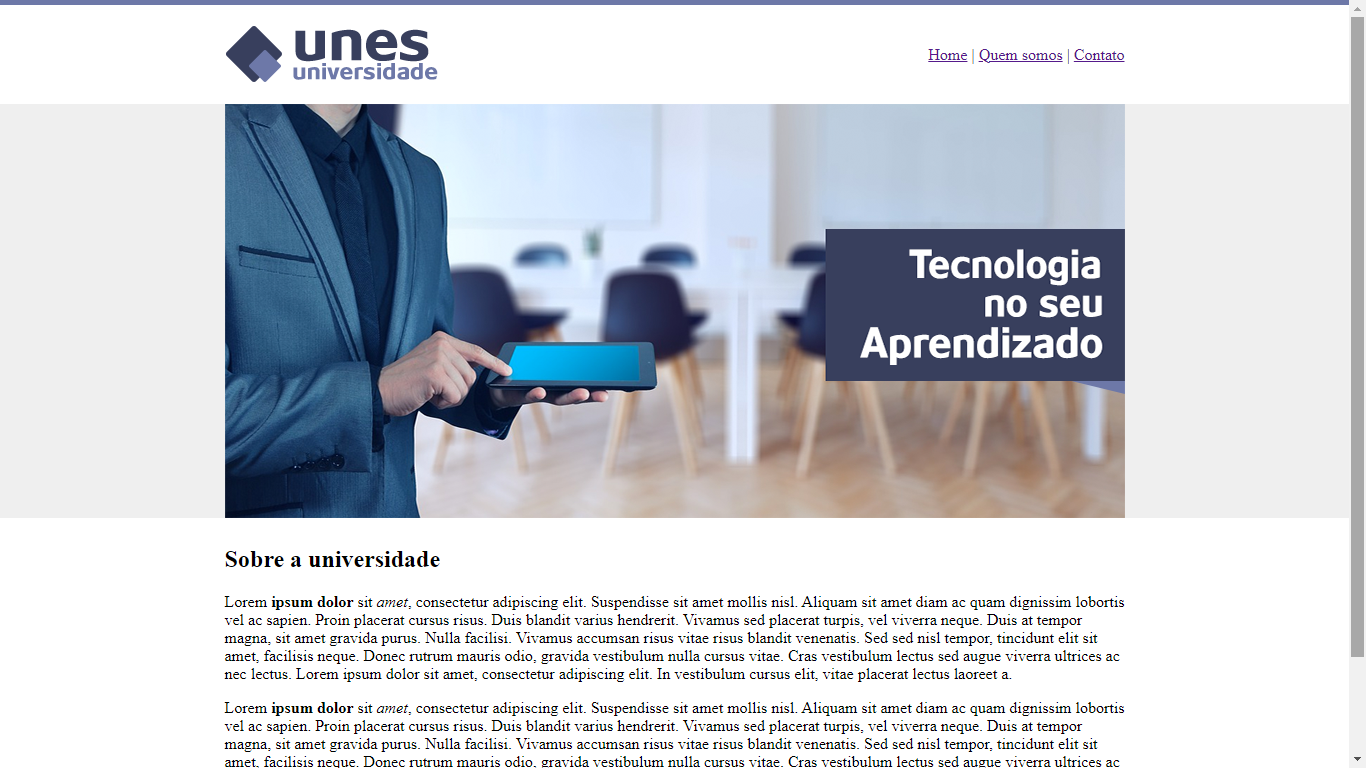 unes
universidade
Home | Quem somos | Contato
Tecnologia
no seu
Aprendizado
Sobre a universidade
Lorem ipsum dolor sit amet, consectetur adipiscing elit. Suspendisse sit amet mollis nisl. Aliquam sit amet diam ac quam dignissim lobortis
vel ac sapien. Proin placerat cursus risus. Duis blandit varius hendrerit. Vivamus sed placerat turpis, vel viverra neque. Duis at tempor
magna, sit amet gravida purus. Nulla facilisi. Vivamus accumsan risus vitae risus blandit venenatis. Sed sed nisl tempor, tincidunt elit sit
amet, facilisis neque. Donec rutrum mauris odio, gravida vestibulum nulla cursus vitae. Cras vestibulum lectus sed augue viverra ultrices ac
nec lectus. Lorem ipsum dolor sit amet, consectetur adipiscing elit. In vestibulum cursus elit, vitae placerat lectus laoreet a.
Lorem ipsum dolor sit amet, consectetur adipiscing elit. Suspendisse sit amet mollis nisl. Aliquam sit amet diam ac quam dignissim lobortis
vel ac sapien. Proin placerat cursus risus. Duis blandit varius hendrerit. Vivamus sed placerat turpis, vel viverra neque. Duis at tempor
magna, sit amet gravida purus. Nulla facilisi. Vivamus accumsan risus vitae risus blandit venenatis. Sed sed nisl tempor, tincidunt elit sit
amet, facilisis neque. Donec rutrum mauris odio, gravida vestibulum nulla cursus vitae. Cras vestibulum lectus sed augue viverra ultrices ac